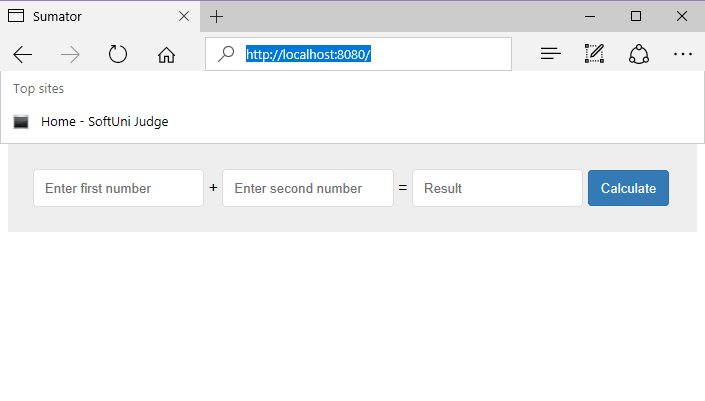 Sumator
http://localhost:8080/
Top sites
Home - SoftUni Judge
Enter first number + Enter second number = Result Calculate